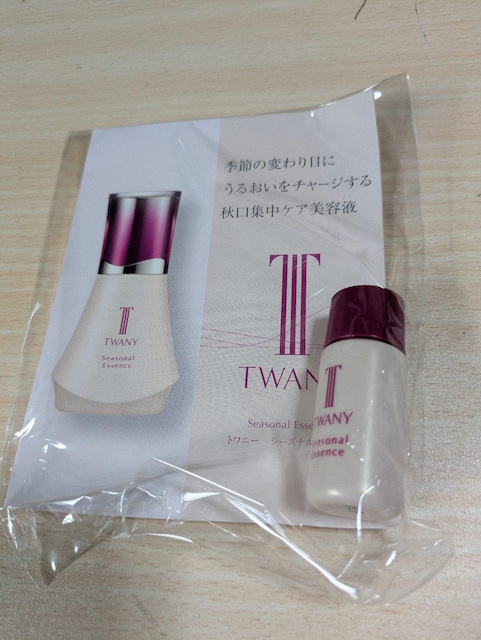 季節の変わり目に
うるおいをチャージする
秋口集中ケア美容液
T
TWANY
Seasonal
Essence
T
TWANY
Seasonal
トワニー シーズナル
T
TWANY
Seasonal
Essence